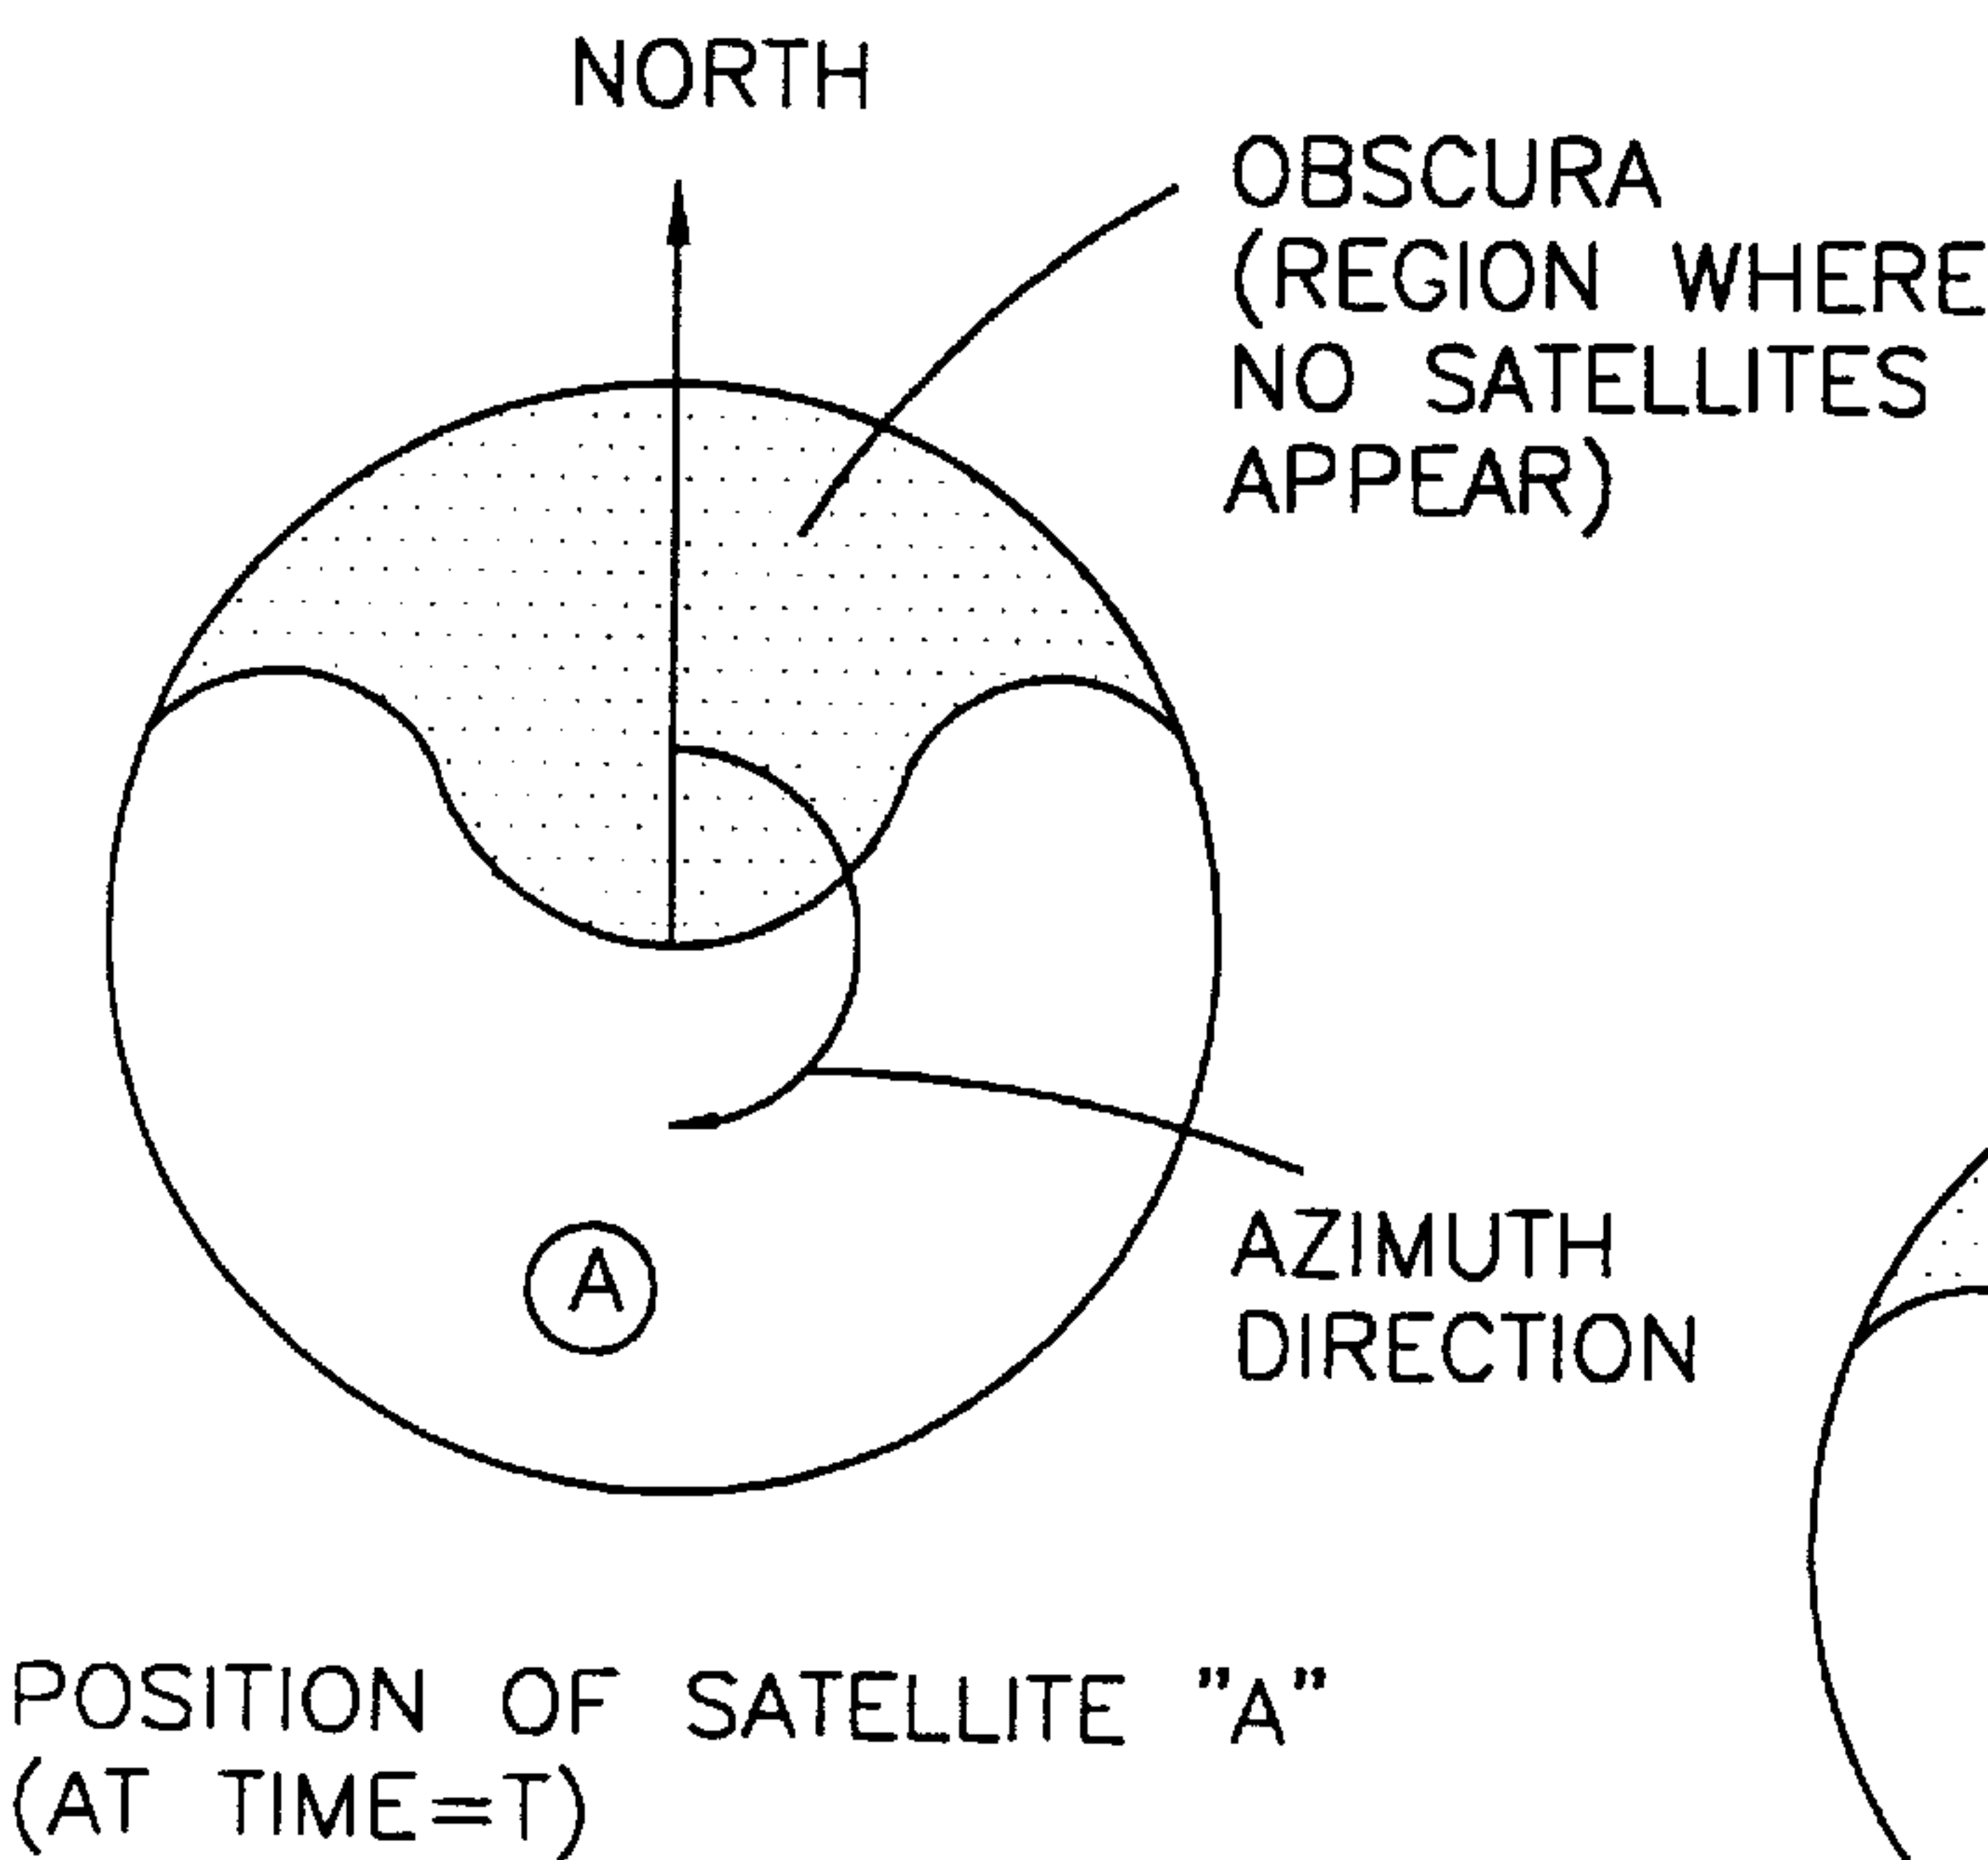 NORTH
OBSCURA
(REGION WHERE
NO SATELLITES
APPEAR)
AZIMUTH
DIRECTION
A
POSITION OF SATELLITE "A"
(AT TIME=T)